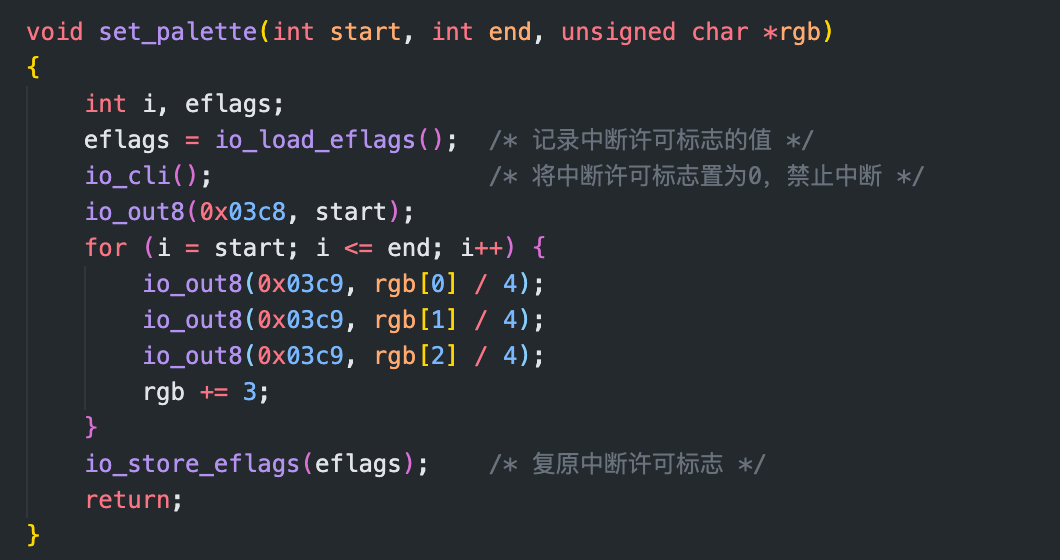 void set_palette(int start, int end, unsigned char *rgb)
{
    int i, eflags;
    eflags = io_load_eflags();  /* 记录中断许可标志的值 */
    io_cli();                   /* 将中断许可标志置为0，禁止中断 */
    io_out8(0x03c8, start);
    for (i = start; i <= end; i++) {
        io_out8(0x03c9, rgb[0] / 4);
        io_out8(0x03c9, rgb[1] / 4);
        io_out8(0x03c9, rgb[2] / 4);
        rgb += 3;
    }
    io_store_eflags(eflags);    /* 复原中断许可标志 */
    return;
}